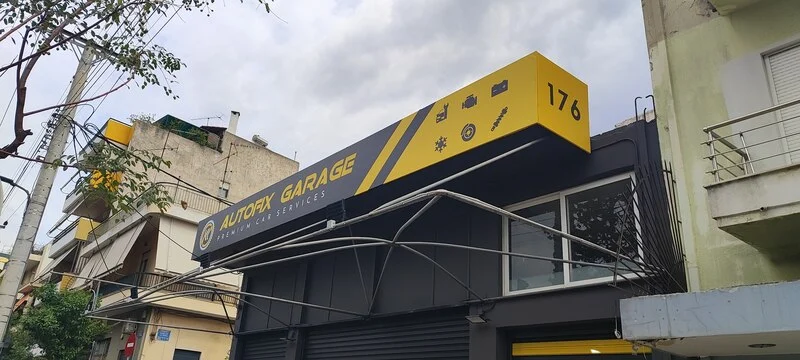 AUTOFIX GARAGE
PREMIUM CAR SERVICES
176